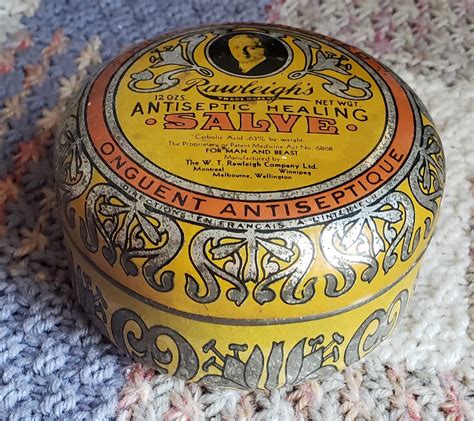 Rawleigh's
TRADE MARK
12 OZS. NET WGT.
ANTISEPTIC HEALING
SALVE
Carbolic Acid .63% by weight.
The Proprietary or Patent Medicine Act No. 6868
FOR MAN AND BEAST
Manufactured by
The W. T. Rawleigh Company Ltd.
Montreal Winnipeg
Melbourne, Wellington
ONGUENT ANTISEPTIQUE
DIRECTIONS EN FRANÇAIS A L'INTERIEUR